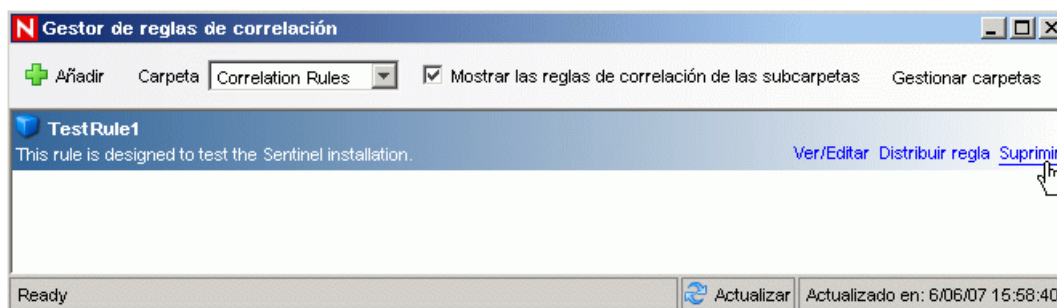 N Gestor de reglas de correlación
Añadir Carpeta Correlation Rules Mostrar las reglas de correlación de las subcarpetas Gestionar carpetas
TestRule1
This rule is designed to test the Sentinel installation.
Ver/Editar Distribuir regla Suprimir
Ready Actualizar Actualizado en: 6/06/07 15:58:40